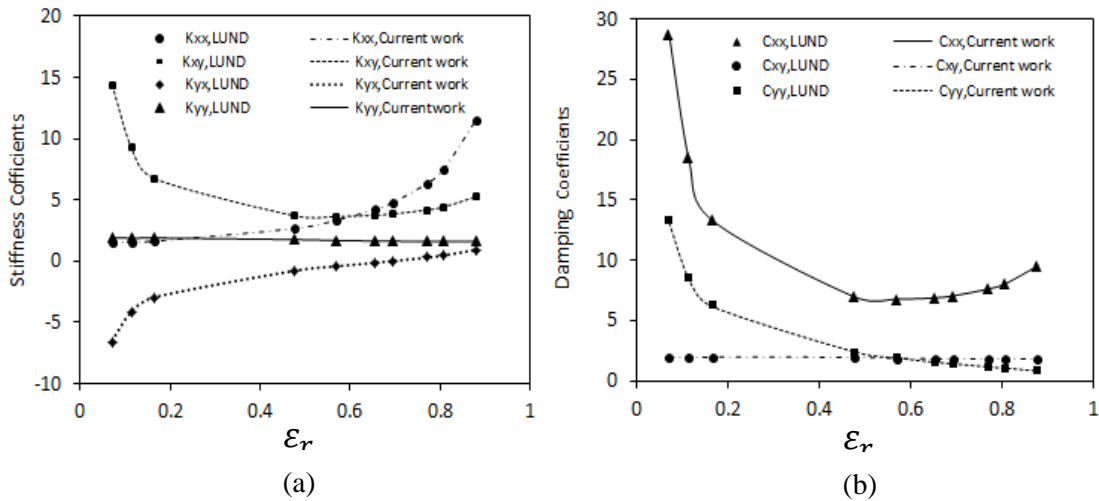 20
15
10
5
0
-5
-10
Stiffness Cofficients
Kxx,LUND
Kxx,Current work
Kxy,LUND
Kxy,Current work
Kyx,LUND
Kyx,Current work
Kyy,LUND
Kyy,Currentwork
0
0.2
0.4
0.6
0.8
1
εr
(a)
30
25
20
15
10
5
0
Damping Coefficients
Cxx,LUND
Cxx,Current work
Cxy,LUND
Cxy,Current work
Cyy,LUND
Cyy,Current work
0
0.2
0.4
0.6
0.8
1
εr
(b)